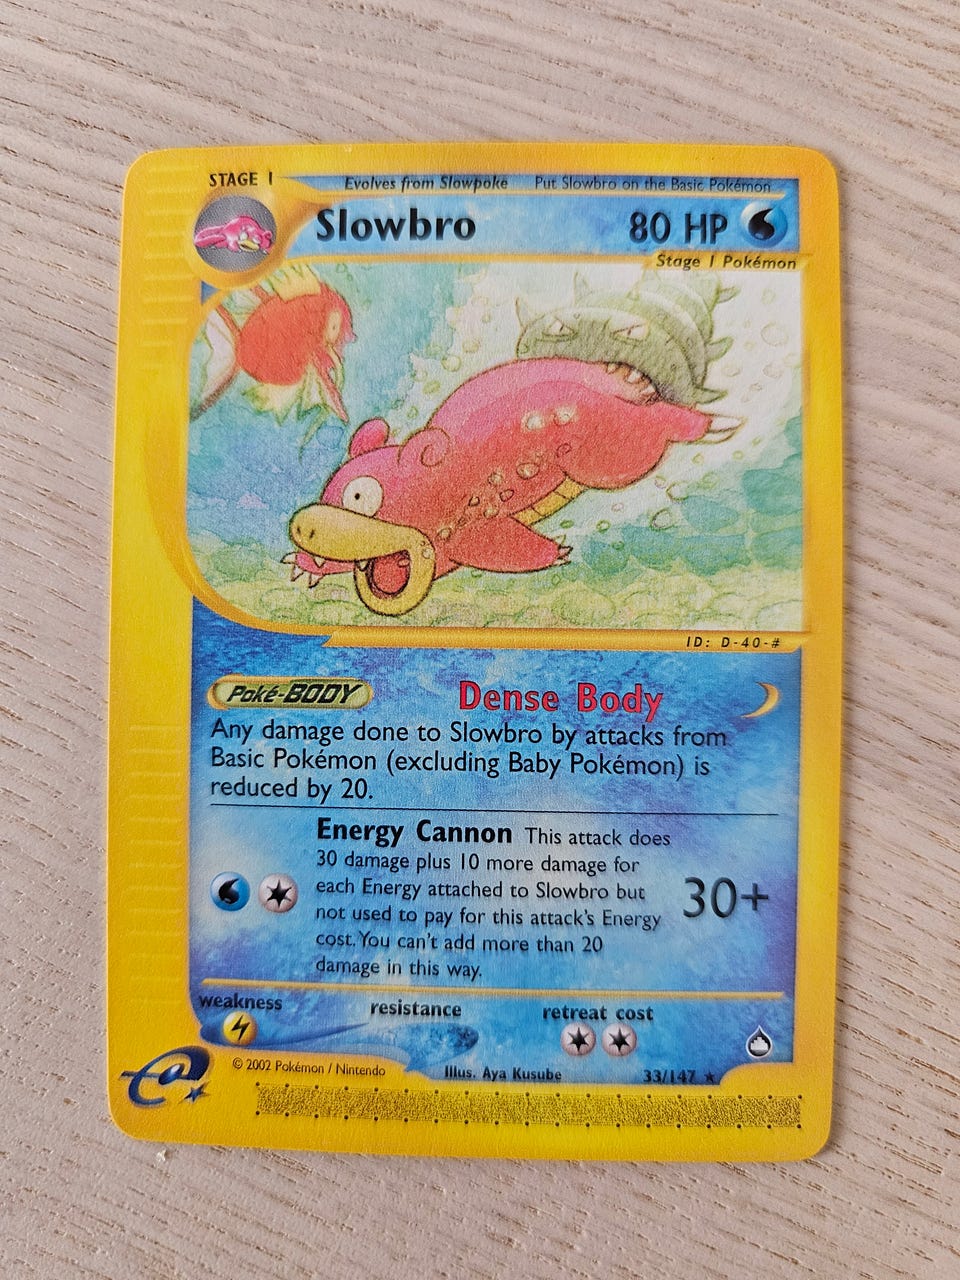 STAGE 1
Evolves from Slowpoke Put Slowbro on the Basic Pokémon
Slowbro 80 HP
Stage 1 Pokémon
ID: D-40-#
Poké-BODY Dense Body
Any damage done to Slowbro by attacks from
Basic Pokémon (excluding Baby Pokémon) is
reduced by 20.
Energy Cannon This attack does
30 damage plus 10 more damage for
each Energy attached to Slowbro but
not used to pay for this attack's Energy
cost. You can't add more than 20
damage in this way.
30+
weakness resistance retreat cost
© 2002 Pokémon / Nintendo Illus. Aya Kusube 33/147 ★
e